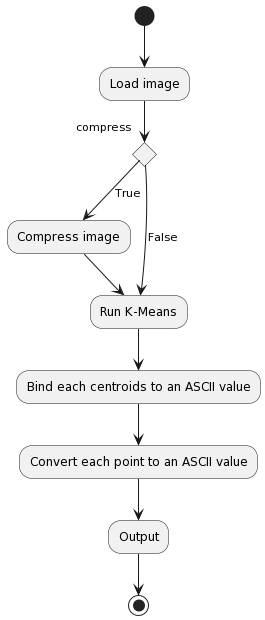 Load image
compress
True
Compress image
False
Run K-Means
Bind each centroids to an ASCII value
Convert each point to an ASCII value
Output